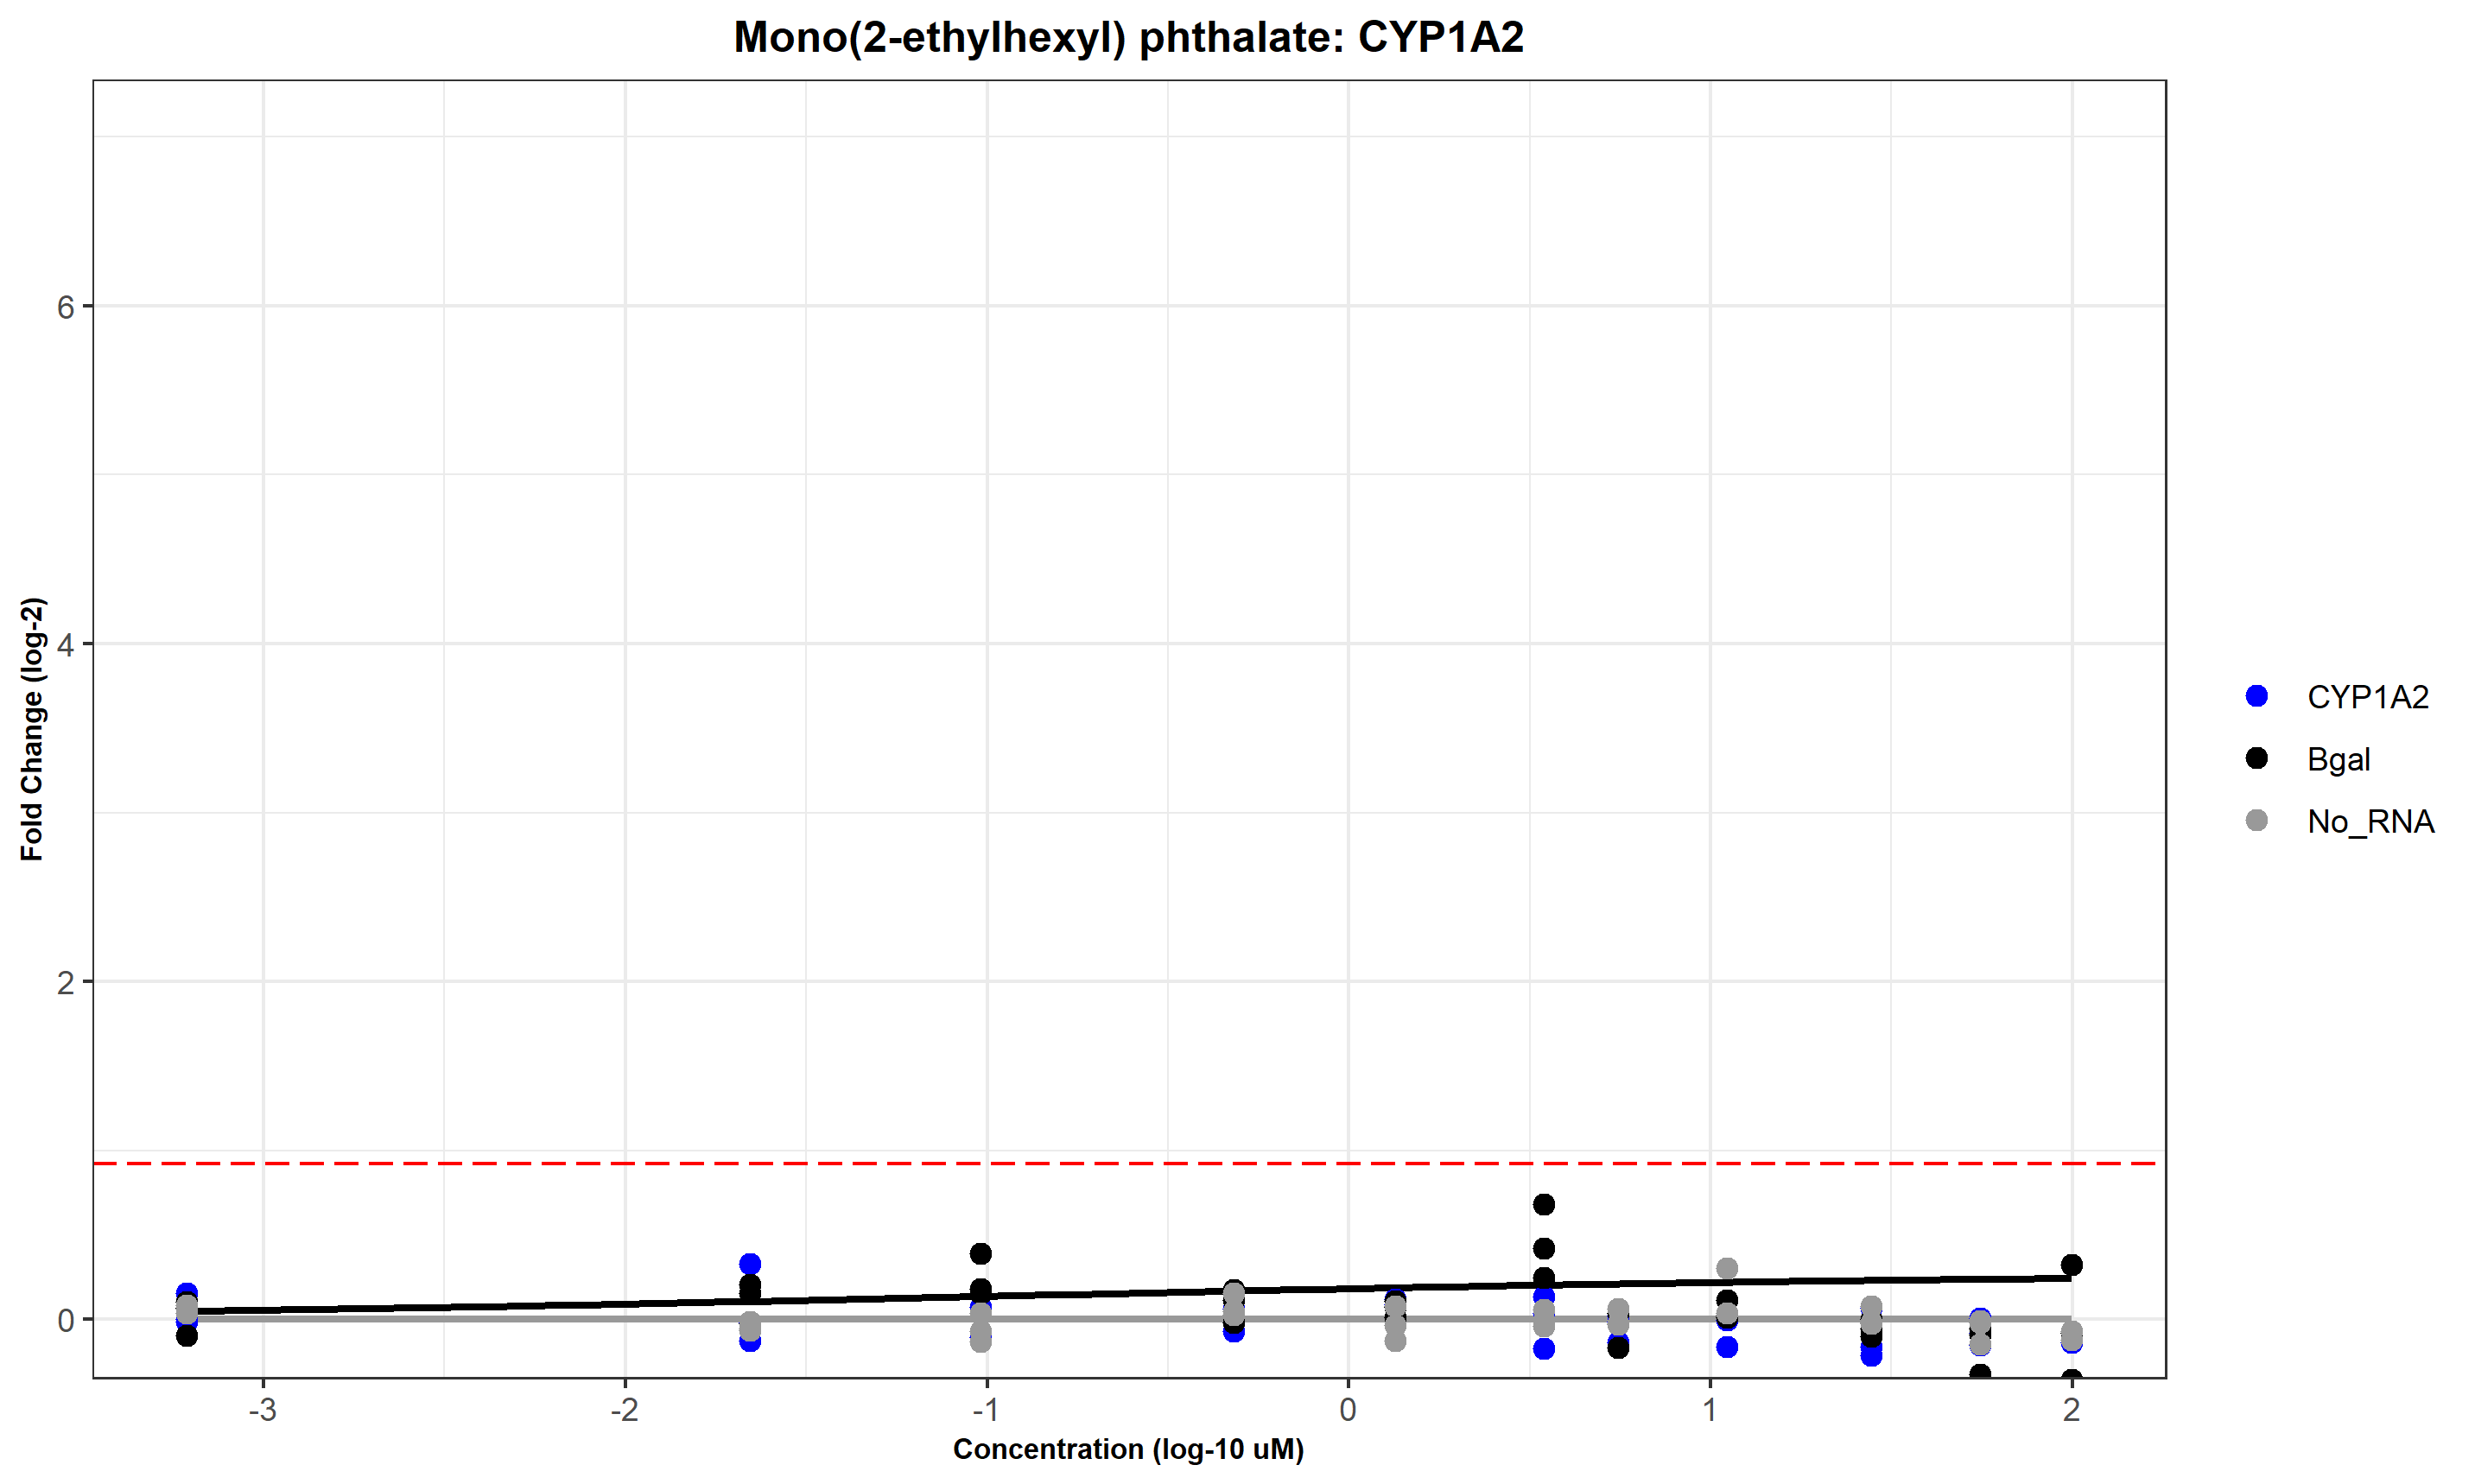 Mono(2-ethylhexyl) phthalate: CYP1A2
Fold Change (log-2)
6
4
2
0
-3
-2
-1
0
1
2
Concentration (log-10 uM)
CYP1A2
Bgal
No_RNA